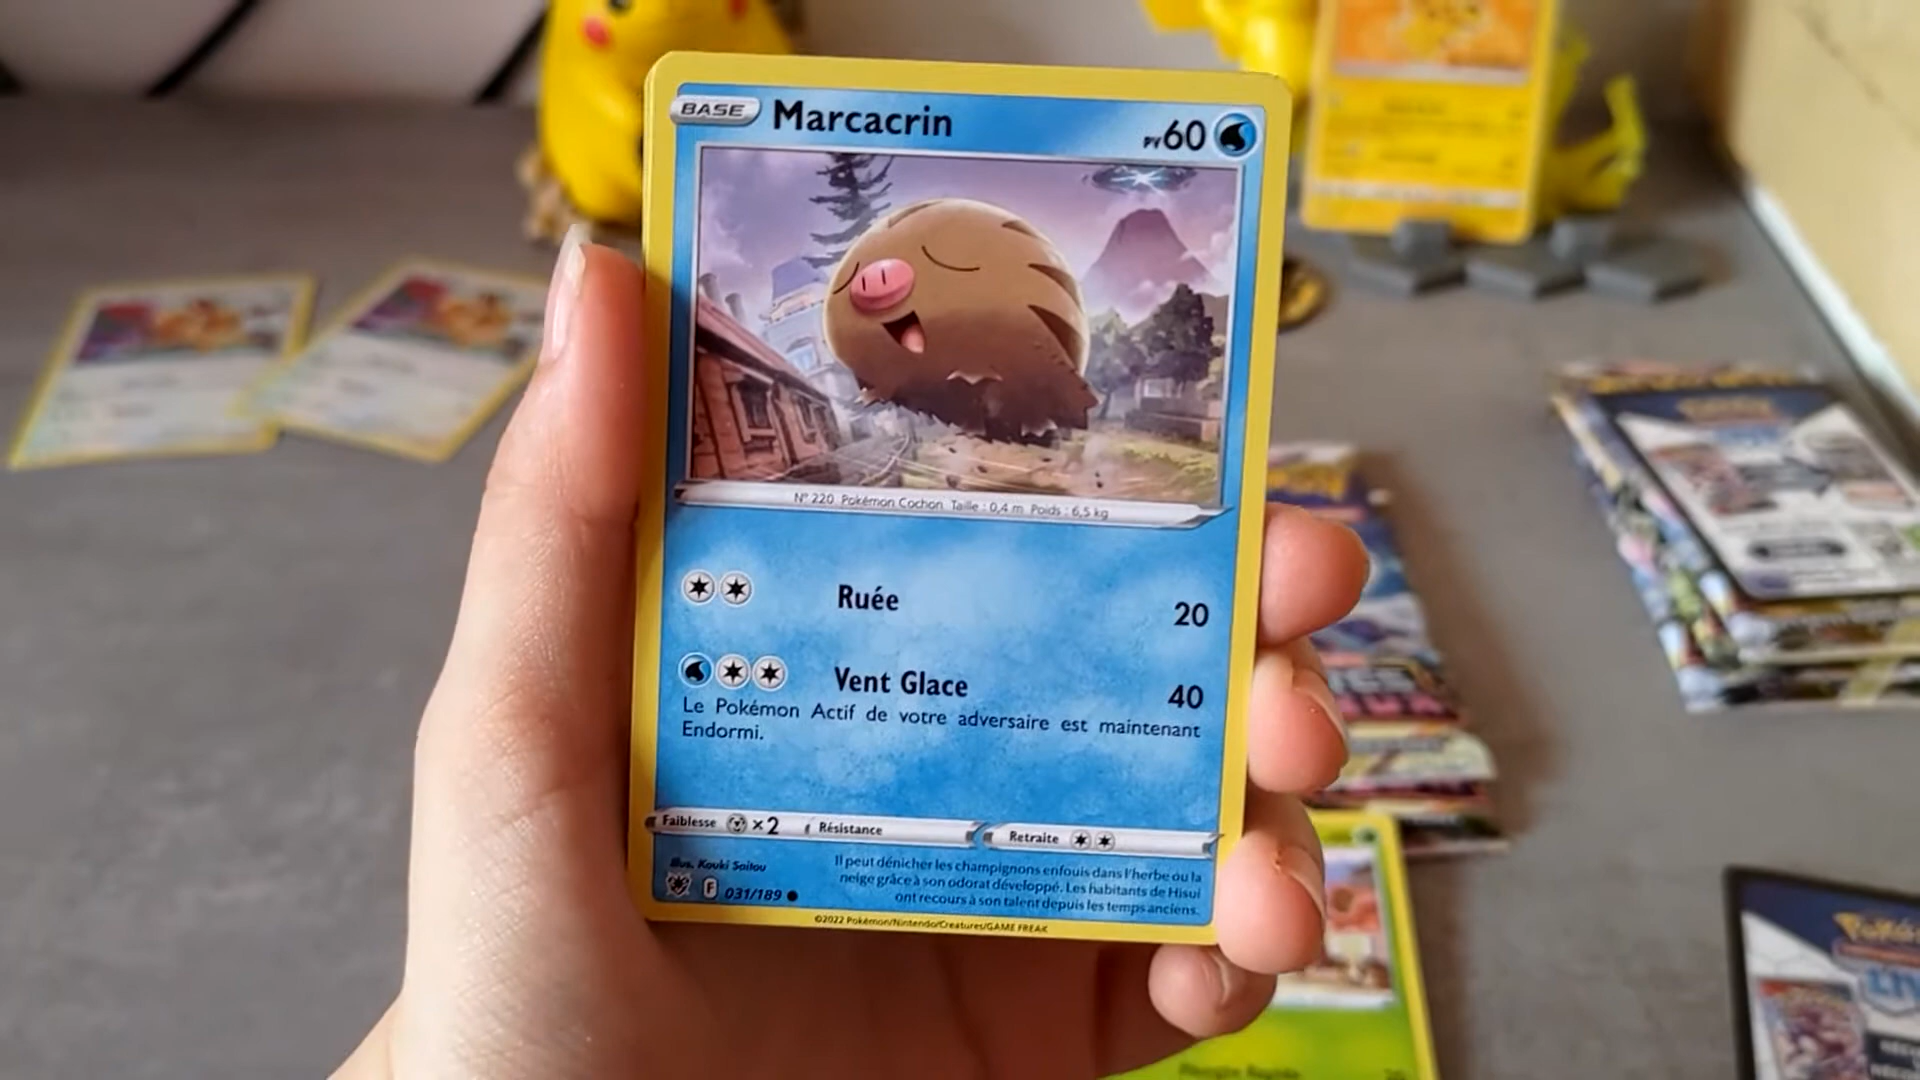 BASE Marcacrin PV 60
N° 220 Pokémon Cochon Taille : 0,4 m Poids : 6,5 kg
Ruée 20
Vent Glace 40
Le Pokémon Actif de votre adversaire est maintenant
Endormi.
Faiblesse ×2 Résistance Retraite
Illus. Kouki Saitou
Il peut dénicher les champignons enfouis dans l'herbe ou la
neige grâce à son odorat développé. Les habitants de Hisui
ont recours à son talent depuis les temps anciens.
F 031/189
©2022 Pokémon/Nintendo/Creatures/GAME FREAK